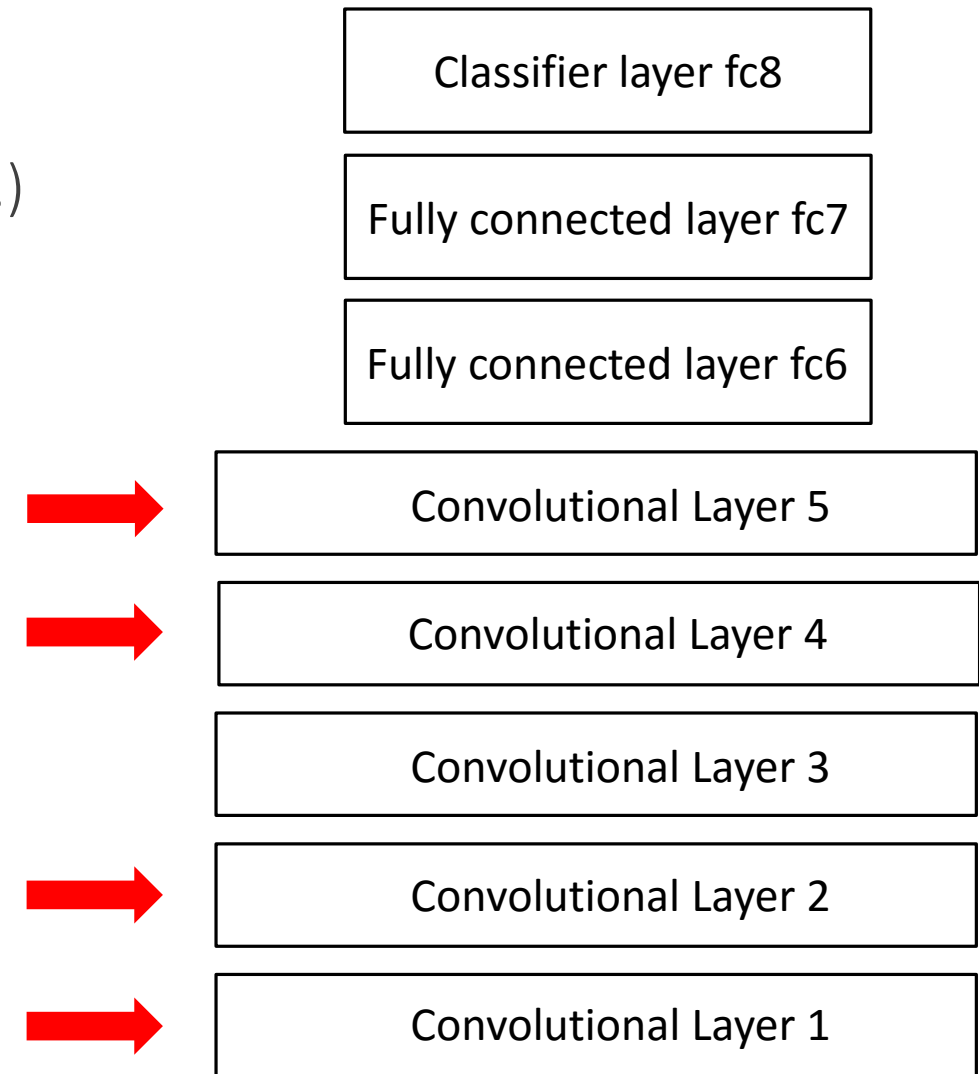 Classifier layer fc8
.)
Fully connected layer fc7
Fully connected layer fc6
Convolutional Layer 5
Convolutional Layer 4
Convolutional Layer 3
Convolutional Layer 2
Convolutional Layer 1